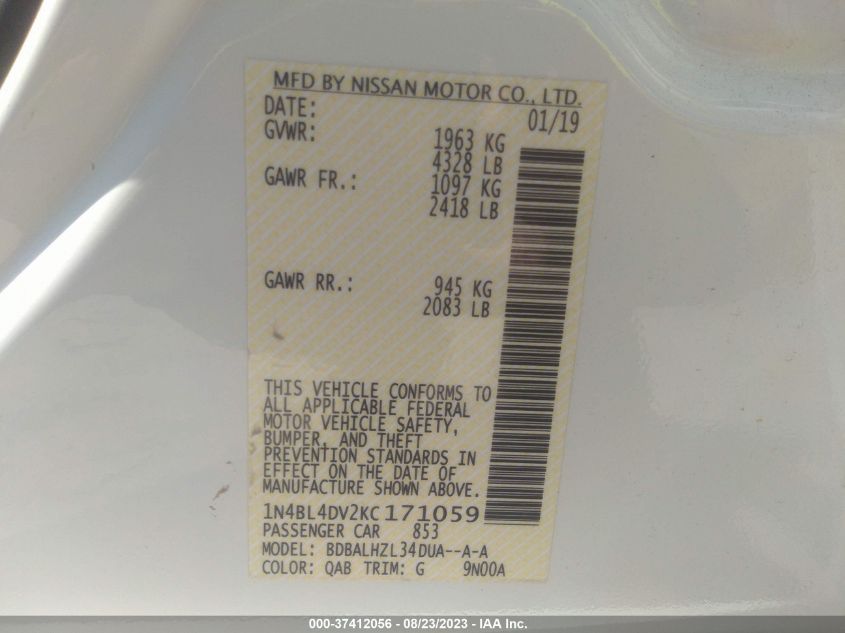 MFD BY NISSAN MOTOR CO., LTD.
DATE: 01/19
GVWR: 1963 KG
4328 LB
GAWR FR.: 1097 KG
2418 LB
GAWR RR.: 945 KG
2083 LB
THIS VEHICLE CONFORMS TO
ALL APPLICABLE FEDERAL
MOTOR VEHICLE SAFETY,
BUMPER, AND THEFT
PREVENTION STANDARDS IN
EFFECT ON THE DATE OF
MANUFACTURE SHOWN ABOVE.
1N4BL4DV2KC171059
PASSENGER CAR 853
MODEL: BDBALHZL34DUA--A-A
COLOR: QAB TRIM: G 9N00A
000-37412056 - 08/23/2023 - IAA Inc.